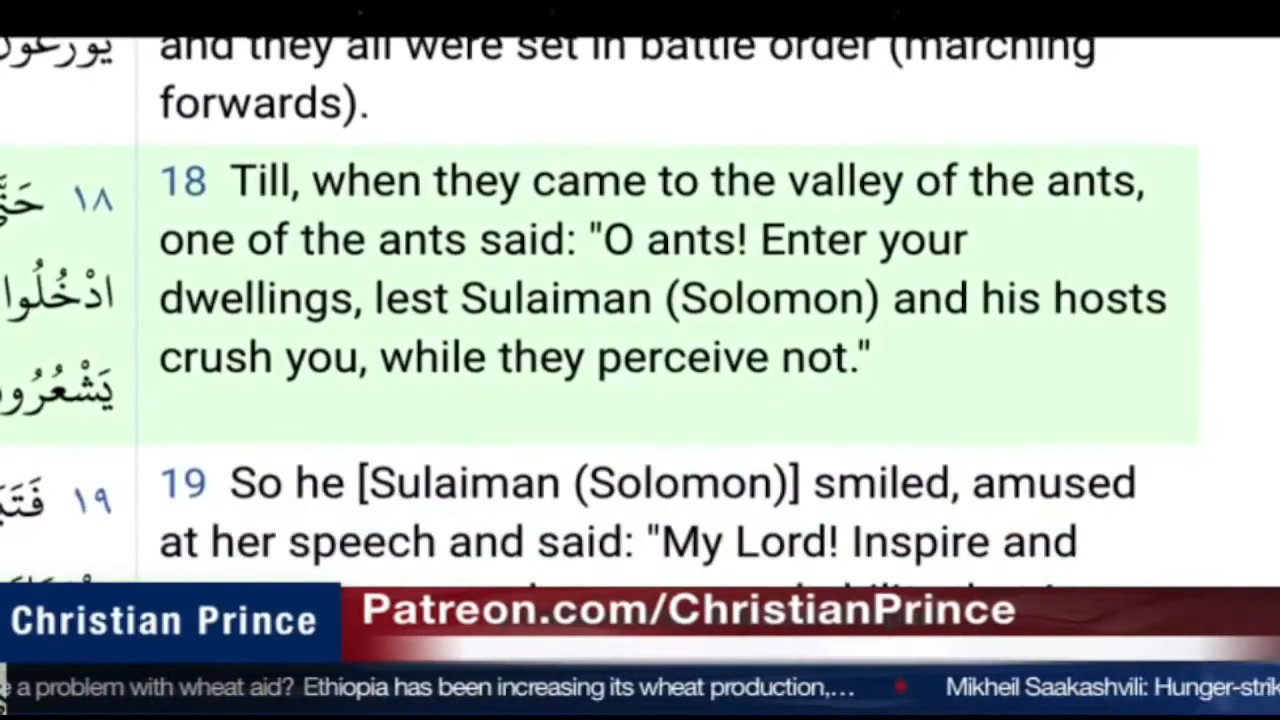 and they all were set in battle order (marching
forwards).
١٨
18 Till, when they came to the valley of the ants,
one of the ants said: "O ants! Enter your
ادْخُلُوا
dwellings, lest Sulaiman (Solomon) and his hosts
crush you, while they perceive not."
١٩
19 So he [Sulaiman (Solomon)] smiled, amused
at her speech and said: "My Lord! Inspire and
Christian Prince
Patreon.com/ChristianPrince
a problem with wheat aid? Ethiopia has been increasing its wheat production,... Mikheil Saakashvili: Hunger-strik